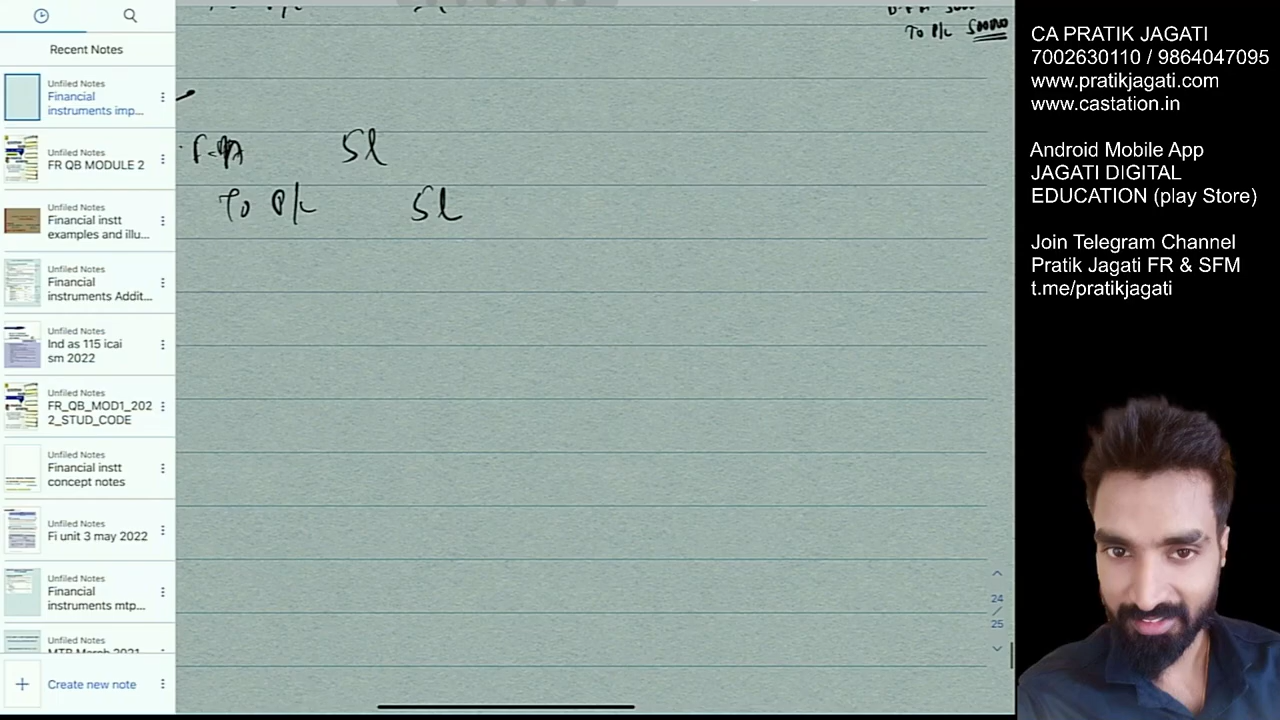 Recent Notes
Unfiled Notes
Financial
instruments imp...
Unfiled Notes
FR QB MODULE 2
Unfiled Notes
Financial instt
examples and illu...
Unfiled Notes
Financial
instruments Addit...
Unfiled Notes
Ind as 115 icai
sm 2022
Unfiled Notes
FR_QB_MOD1_202
2_STUD_CODE
Unfiled Notes
Financial instt
concept notes
Unfiled Notes
Fi unit 3 may 2022
Unfiled Notes
Financial
instruments mtp...
Unfiled Notes
Create new note
To P/L
5l
To P/L 5l
24
/
25
CA PRATIK JAGATI
7002630110 / 9864047095
www.pratikjagati.com
www.castation.in
Android Mobile App
JAGATI DIGITAL
EDUCATION (play Store)
Join Telegram Channel
Pratik Jagati FR & SFM
t.me/pratikjagati